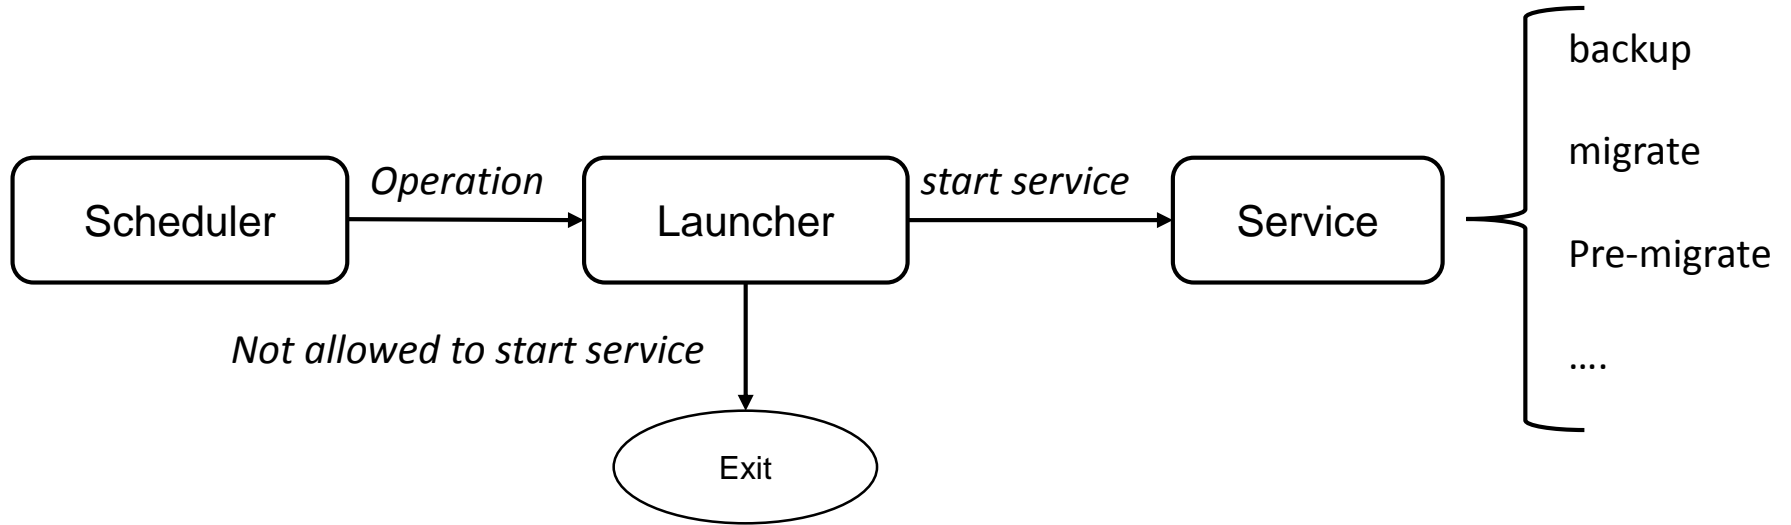 backup
migrate
Operation
start service
Scheduler
Launcher
Service
Pre-migrate
Not allowed to start service
....
Exit